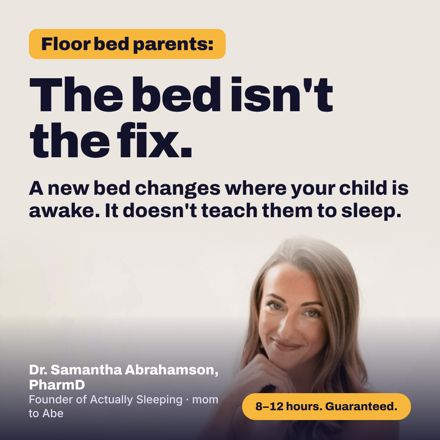 Floor bed parents:
The bed isn't
the fix.
A new bed changes where your child is
awake. It doesn't teach them to sleep.
Dr. Samantha Abrahamson,
PharmD
Founder of Actually Sleeping · mom
to Abe
8–12 hours. Guaranteed.